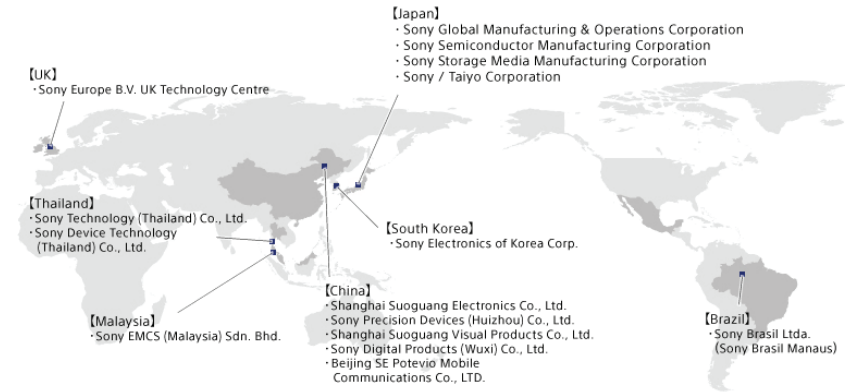 【Japan】
・Sony Global Manufacturing & Operations Corporation
・Sony Semiconductor Manufacturing Corporation
・Sony Storage Media Manufacturing Corporation
・Sony / Taiyo Corporation
【UK】
・Sony Europe B.V. UK Technology Centre
【Thailand】
・Sony Technology (Thailand) Co., Ltd.
・Sony Device Technology
(Thailand) Co., Ltd.
【South Korea】
・Sony Electronics of Korea Corp.
【Malaysia】
・Sony EMCS (Malaysia) Sdn. Bhd.
【China】
・Shanghai Suoguang Electronics Co., Ltd.
・Sony Precision Devices (Huizhou) Co., Ltd.
・Shanghai Suoguang Visual Products Co., Ltd.
・Sony Digital Products (Wuxi) Co., Ltd.
・Beijing SE Potevio Mobile
Communications Co., LTD.
【Brazil】
・Sony Brasil Ltda.
(Sony Brasil Manaus)